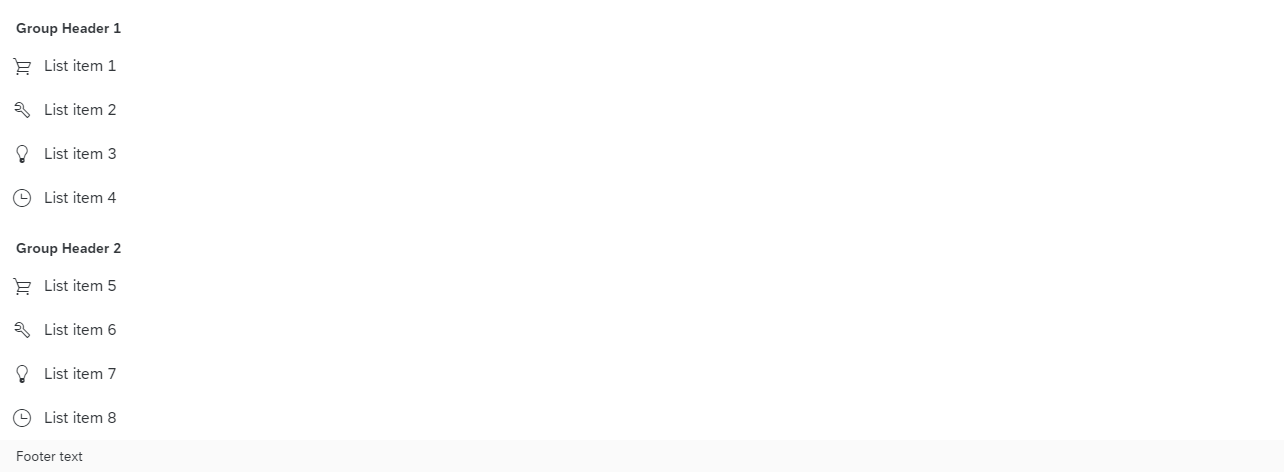 Group Header 1
List item 1
List item 2
List item 3
List item 4
Group Header 2
List item 5
List item 6
List item 7
List item 8
Footer text